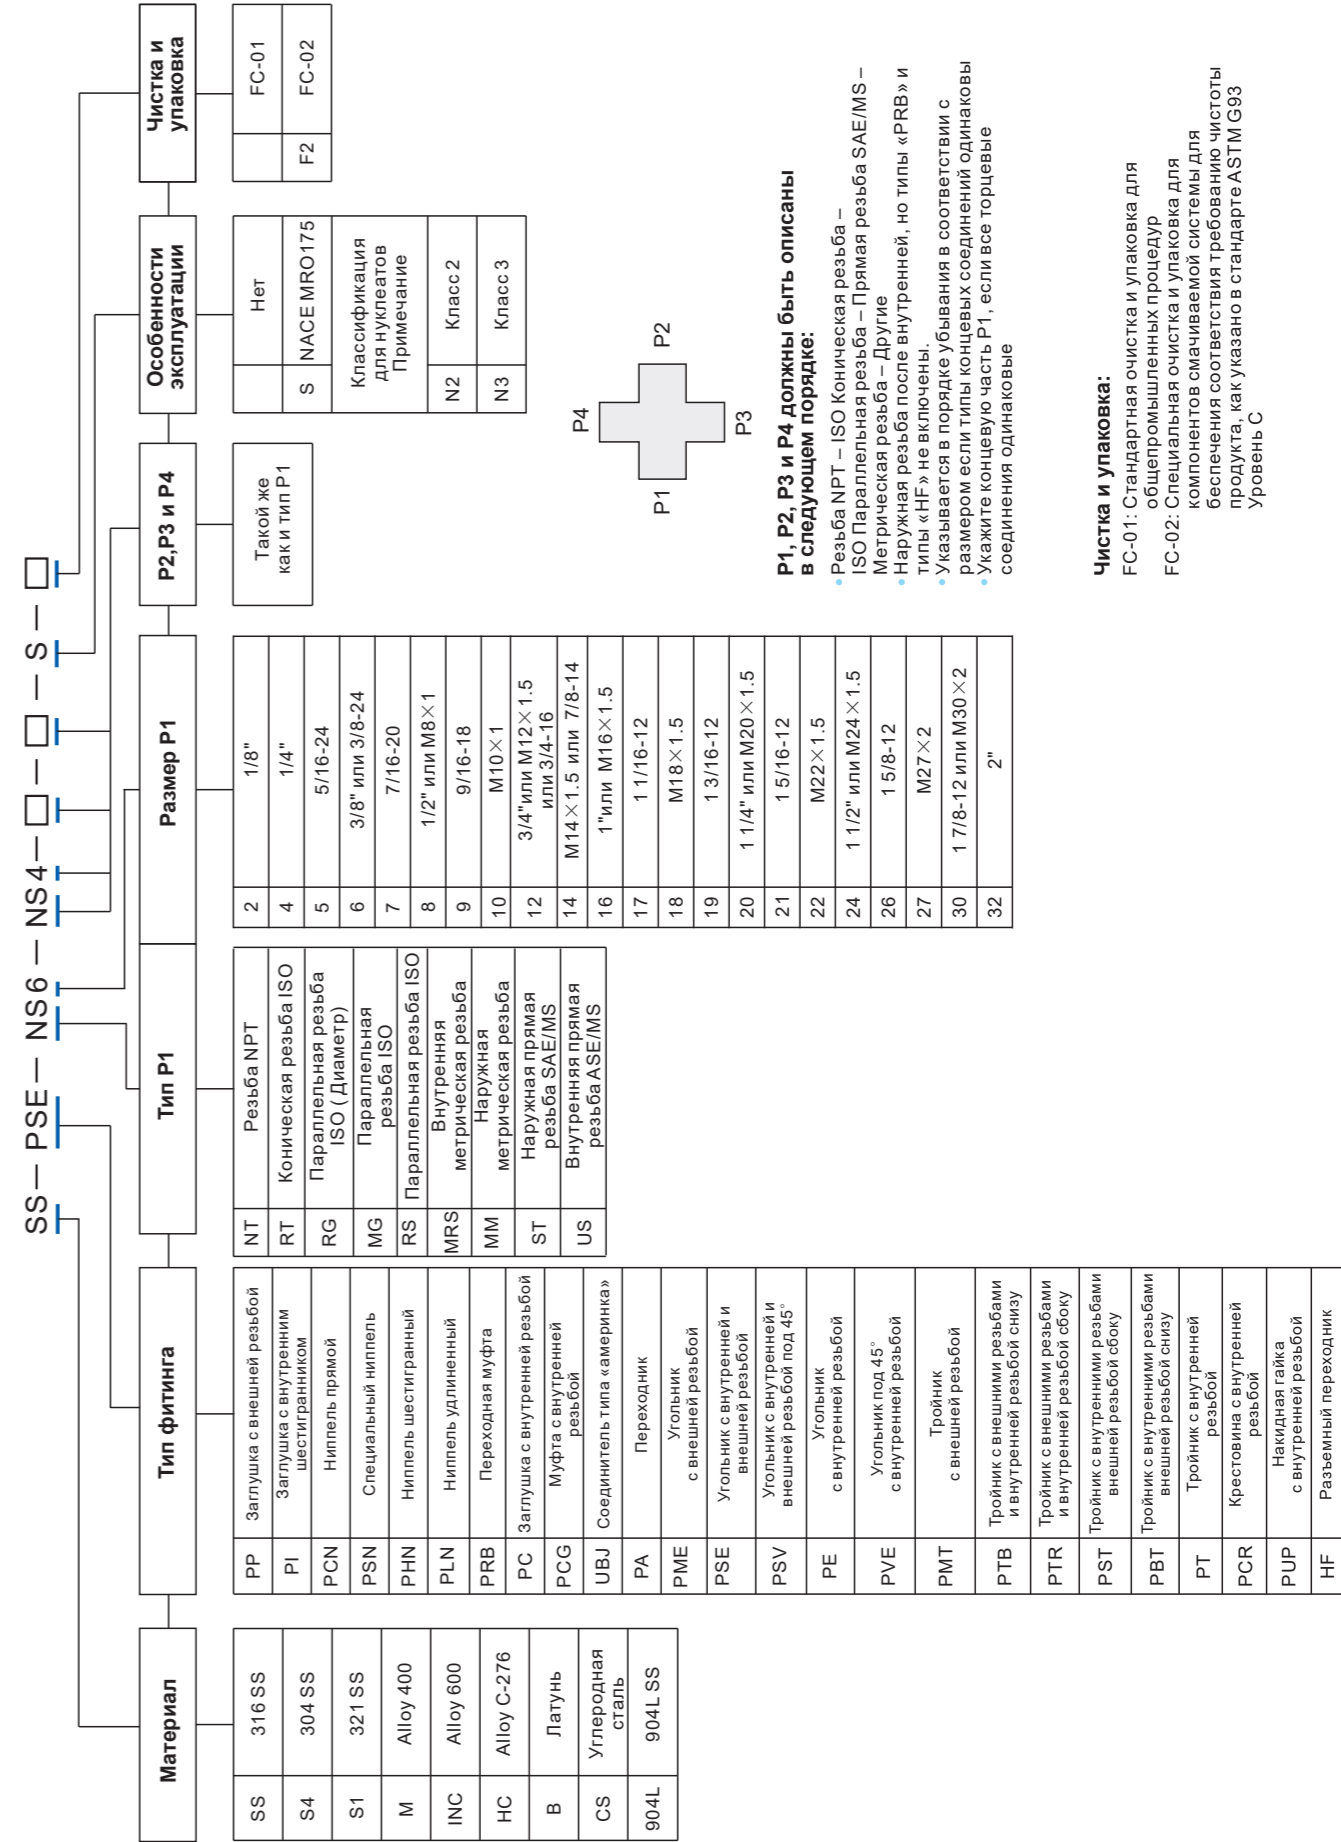 SS — PSE — NS6 — NS4 — □ — □ — S — □
Материал
SS 316 SS
S4 304 SS
S1 321 SS
M Alloy 400
INC Alloy 600
HC Alloy C-276
B Латунь
CS Углеродная
сталь
904L 904L SS
Тип фитинга
PP Заглушка с внешней резьбой
PI Заглушка с внутренним
шестигранником
PCN Ниппель прямой
PSN Специальный ниппель
PHN Ниппель шестигранный
PLN Ниппель удлиненный
PRB Переходная муфта
PC Заглушка с внутренней резьбой
PCG Муфта с внутренней
резьбой
UBJ Соединитель типа «америнка»
PA Переходник
PME Угольник
с внешней резьбой
PSE Угольник с внутренней и
внешней резьбой
PSV Угольник с внутренней и
внешней резьбой под 45°
PE Угольник
с внутренней резьбой
PVE Угольник под 45°
с внутренней резьбой
PMT Тройник
с внешней резьбой
PTB Тройник с внешними резьбами
и внутренней резьбой снизу
PTR Тройник с внешними резьбами
и внутренней резьбой сбоку
PST Тройник с внутренними резьбами
внешней резьбой сбоку
PBT Тройник с внутренними резьбами
внешней резьбой снизу
PT Тройник с внутренней
резьбой
PCR Крестовина с внутренней
резьбой
PUP Накидная гайка
с внутренней резьбой
HF Разъемный переходник
Тип P1
NT Резьба NPT
RT Коническая резьба ISO
RG Параллельная резьба
ISO ( Диаметр)
MG Параллельная
резьба ISO
RS Параллельная резьба ISO
MRS Внутренняя
метрическая резьба
MM Наружная
метрическая резьба
ST Наружная прямая
резьба SAE/MS
US Внутренняя прямая
резьба ASE/MS
Размер P1
2 1/8"
4 1/4"
5 5/16-24
6 3/8" или 3/8-24
7 7/16-20
8 1/2" или M8×1
9 9/16-18
10 M10×1
12 3/4"или M12×1.5
или 3/4-16
14 M14×1.5 или 7/8-14
16 1"или M16×1.5
17 1 1/16-12
18 M18×1.5
19 1 3/16-12
20 1 1/4" или M20×1.5
21 1 5/16-12
22 M22×1.5
24 1 1/2" или M24×1.5
26 1 5/8-12
27 M27×2
30 1 7/8-12 или M30×2
32 2"
P2,P3 и P4
Такой же
как и тип P1
Особенности
эксплуатации
Нет
S NACE MRO175
Классификация
для нуклеатов
Примечание
N2 Класс 2
N3 Класс 3
Чистка и
упаковка
FC-01
F2 FC-02
P4
P1 P2
P3
P1, P2, P3 и P4 должны быть описаны
в следующем порядке:
• Резьба NPT – ISO Коническая резьба –
ISO Параллельная резьба – Прямая резьба SAE/MS –
Метрическая резьба – Другие
• Наружная резьба после внутренней, но типы «PRB» и
типы «HF» не включены.
• Указывается в порядке убывания в соответствии с
размером если типы концевых соединений одинаковы
• Укажите концевую часть P1, если все торцевые
соединения одинаковые
Чистка и упаковка:
FC-01: Стандартная очистка и упаковка для
общепромышленных процедур
FC-02: Специальная очистка и упаковка для
компонентов смачиваемой системы для
беспечения соответствия требованию чистоты
продукта, как указано в стандарте ASTM G93
Уровень C